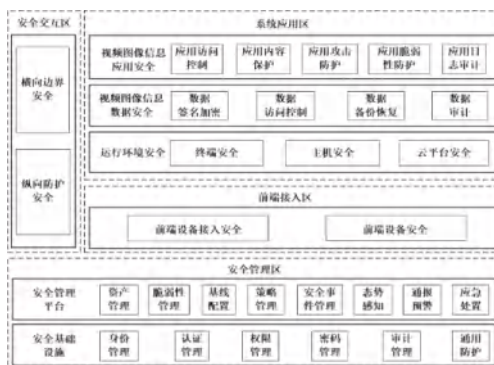 安全交互区
横向边界
安全
纵向防护
安全
系统应用区
视频图像信息
应用安全
应用访问
控制
应用内容
保护
应用攻击
防护
应用脆弱
性防护
应用日
志审计
视频图像信息
数据安全
数据
签名加密
数据
访问控制
数据
备份恢复
数据
审计
运行环境安全
终端安全
主机安全
云平台安全
前端接入区
前端设备接入安全
前端设备安全
安全管理区
安全管理
平台
资产
管理
脆弱性
管理
基线
配置
策略
管理
安全事
件管理
态势
感知
通报
预警
应急
处置
安全基础
设施
身份
管理
认证
管理
权限
管理
密码
管理
审计
管理
通用
防护